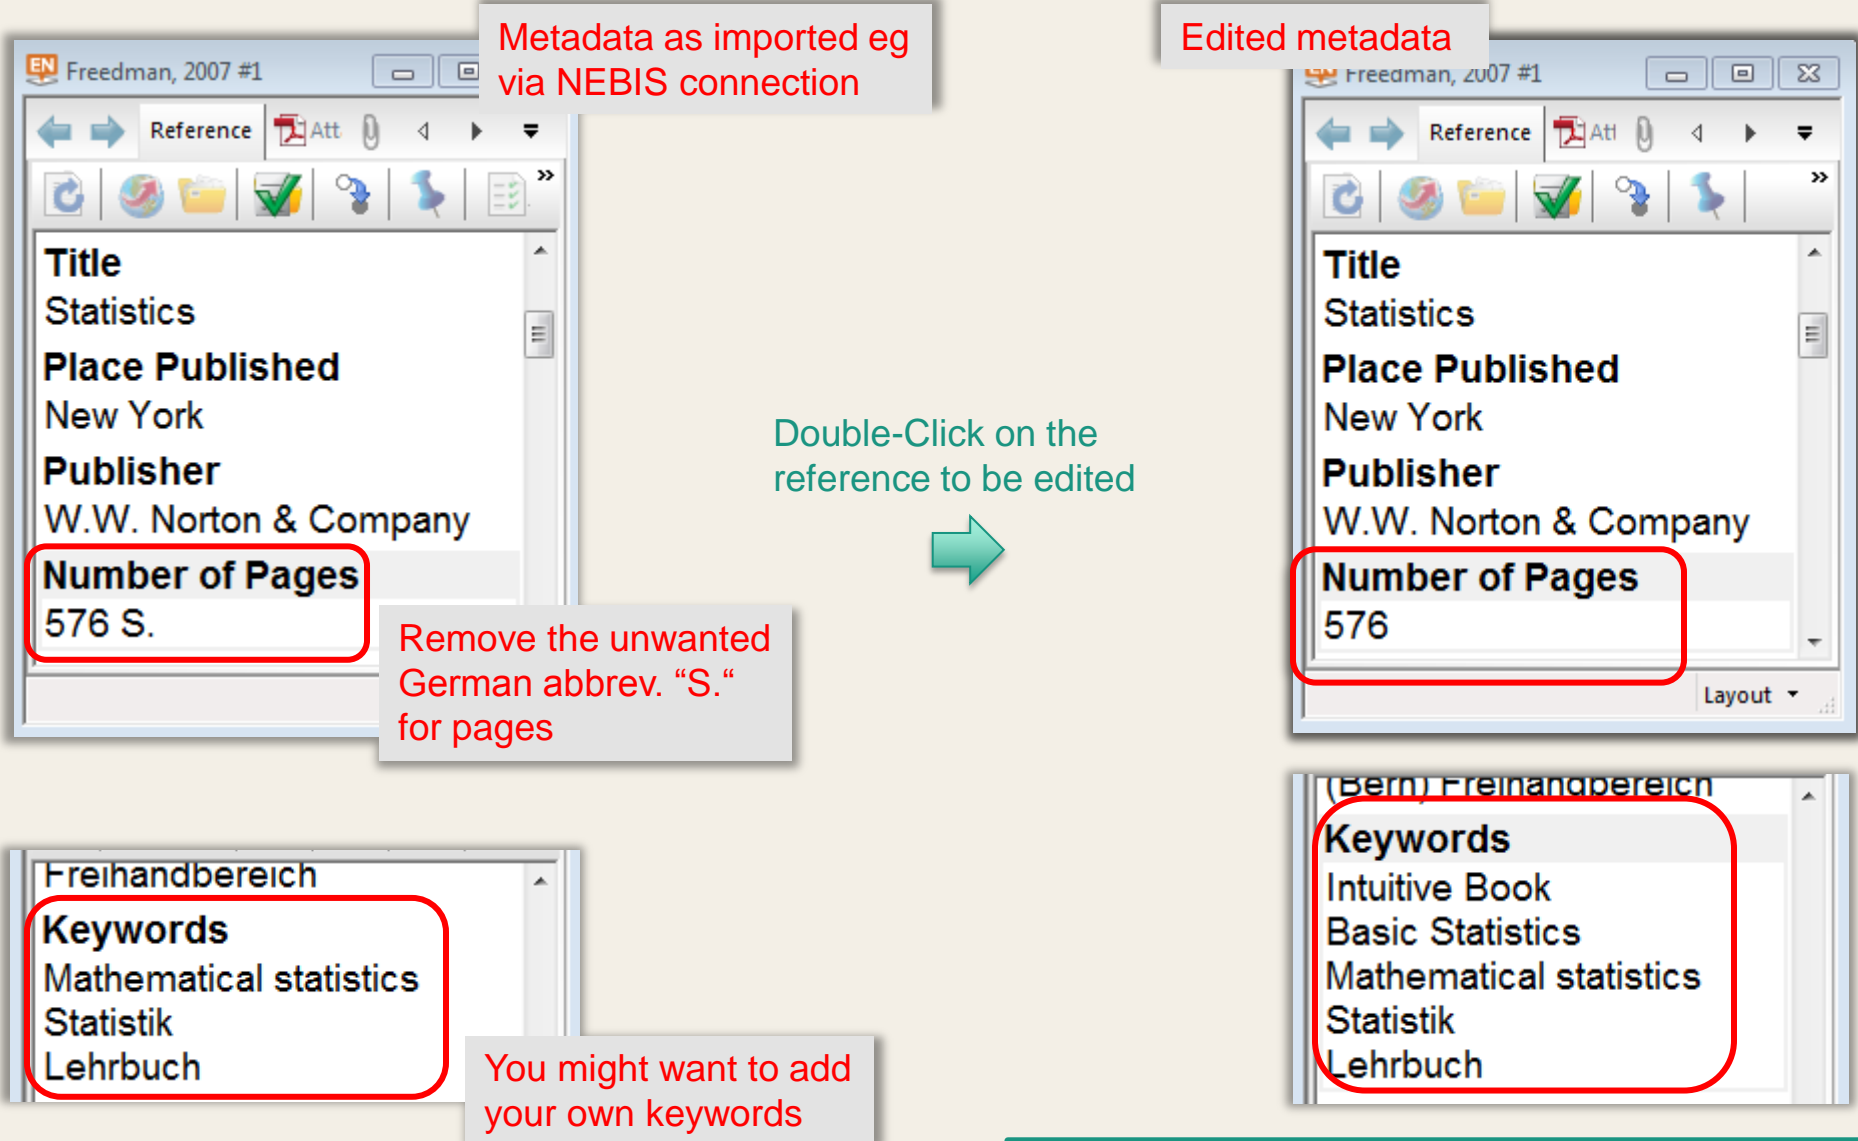 Metadata as imported eg
via NEBIS connection
EN Freedman, 2007 #1
Reference Att
»
Title
Statistics
Place Published
New York
Publisher
W.W. Norton & Company
Number of Pages
576 S.
Remove the unwanted
German abbrev. “S.“
for pages
Freihandbereich
Keywords
Mathematical statistics
Statistik
Lehrbuch
You might want to add
your own keywords
Double-Click on the
reference to be edited
Edited metadata
EN Freedman, 2007 #1
Reference Att
»
Title
Statistics
Place Published
New York
Publisher
W.W. Norton & Company
Number of Pages
576
Layout
(Bern) Freihandbereich
Keywords
Intuitive Book
Basic Statistics
Mathematical statistics
Statistik
Lehrbuch